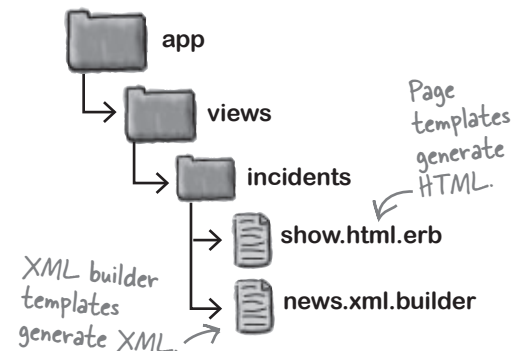 app
views
Page
templates
generate
HTML.
incidents
show.html.erb
XML builder
templates
generate XML.
news.xml.builder